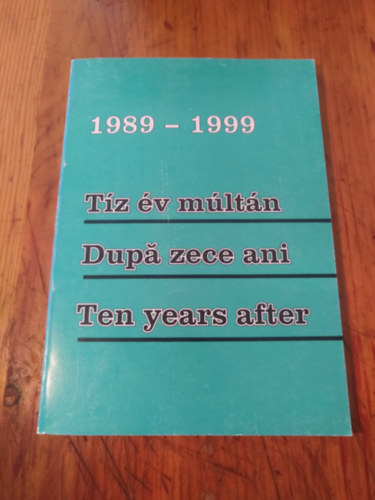 1989 – 1999
Tíz év múltán
După zece ani
Ten years after